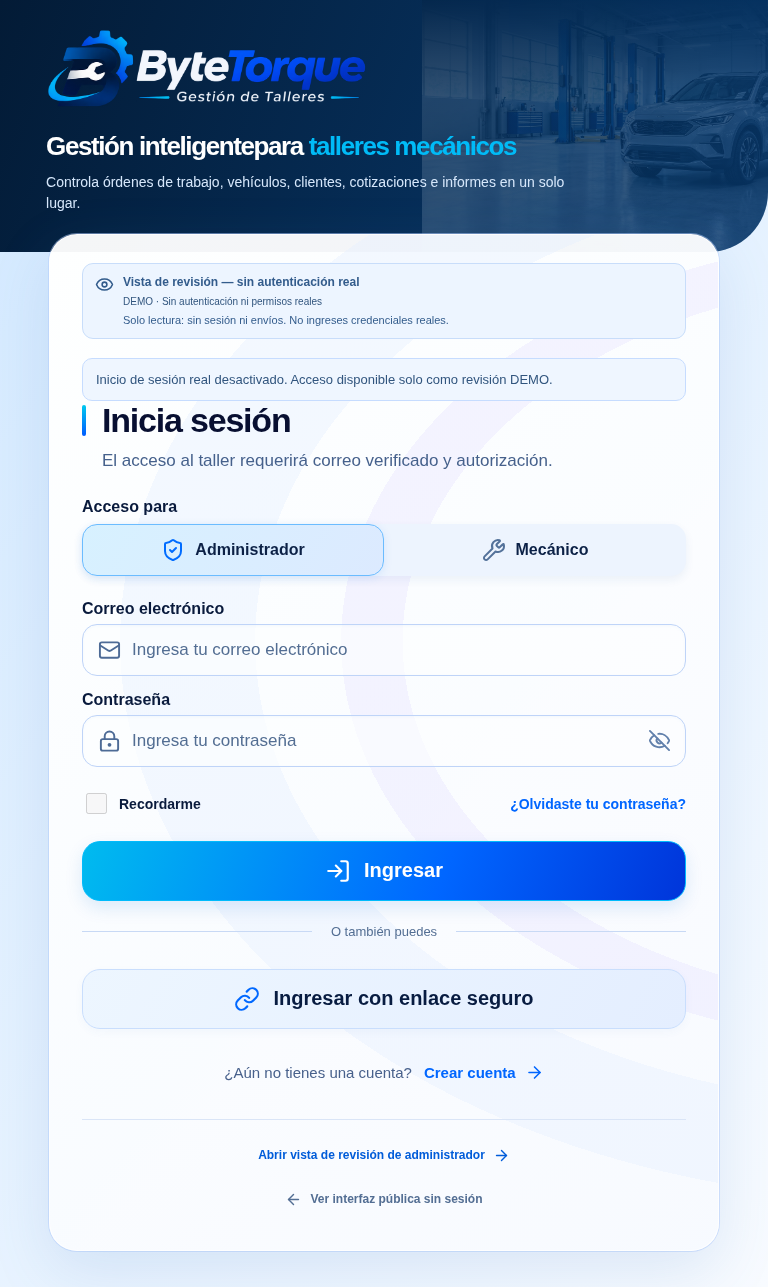 ByteTorque
Gestión de Talleres
Gestión inteligentepara talleres mecánicos
Controla órdenes de trabajo, vehículos, clientes, cotizaciones e informes en un solo
lugar.
Vista de revisión — sin autenticación real
DEMO · Sin autenticación ni permisos reales
Solo lectura: sin sesión ni envíos. No ingreses credenciales reales.
Inicio de sesión real desactivado. Acceso disponible solo como revisión DEMO.
Inicia sesión
El acceso al taller requerirá correo verificado y autorización.
Acceso para
Administrador Mecánico
Correo electrónico
Ingresa tu correo electrónico
Contraseña
Ingresa tu contraseña
Recordarme ¿Olvidaste tu contraseña?
Ingresar
O también puedes
Ingresar con enlace seguro
¿Aún no tienes una cuenta? Crear cuenta
Abrir vista de revisión de administrador
Ver interfaz pública sin sesión